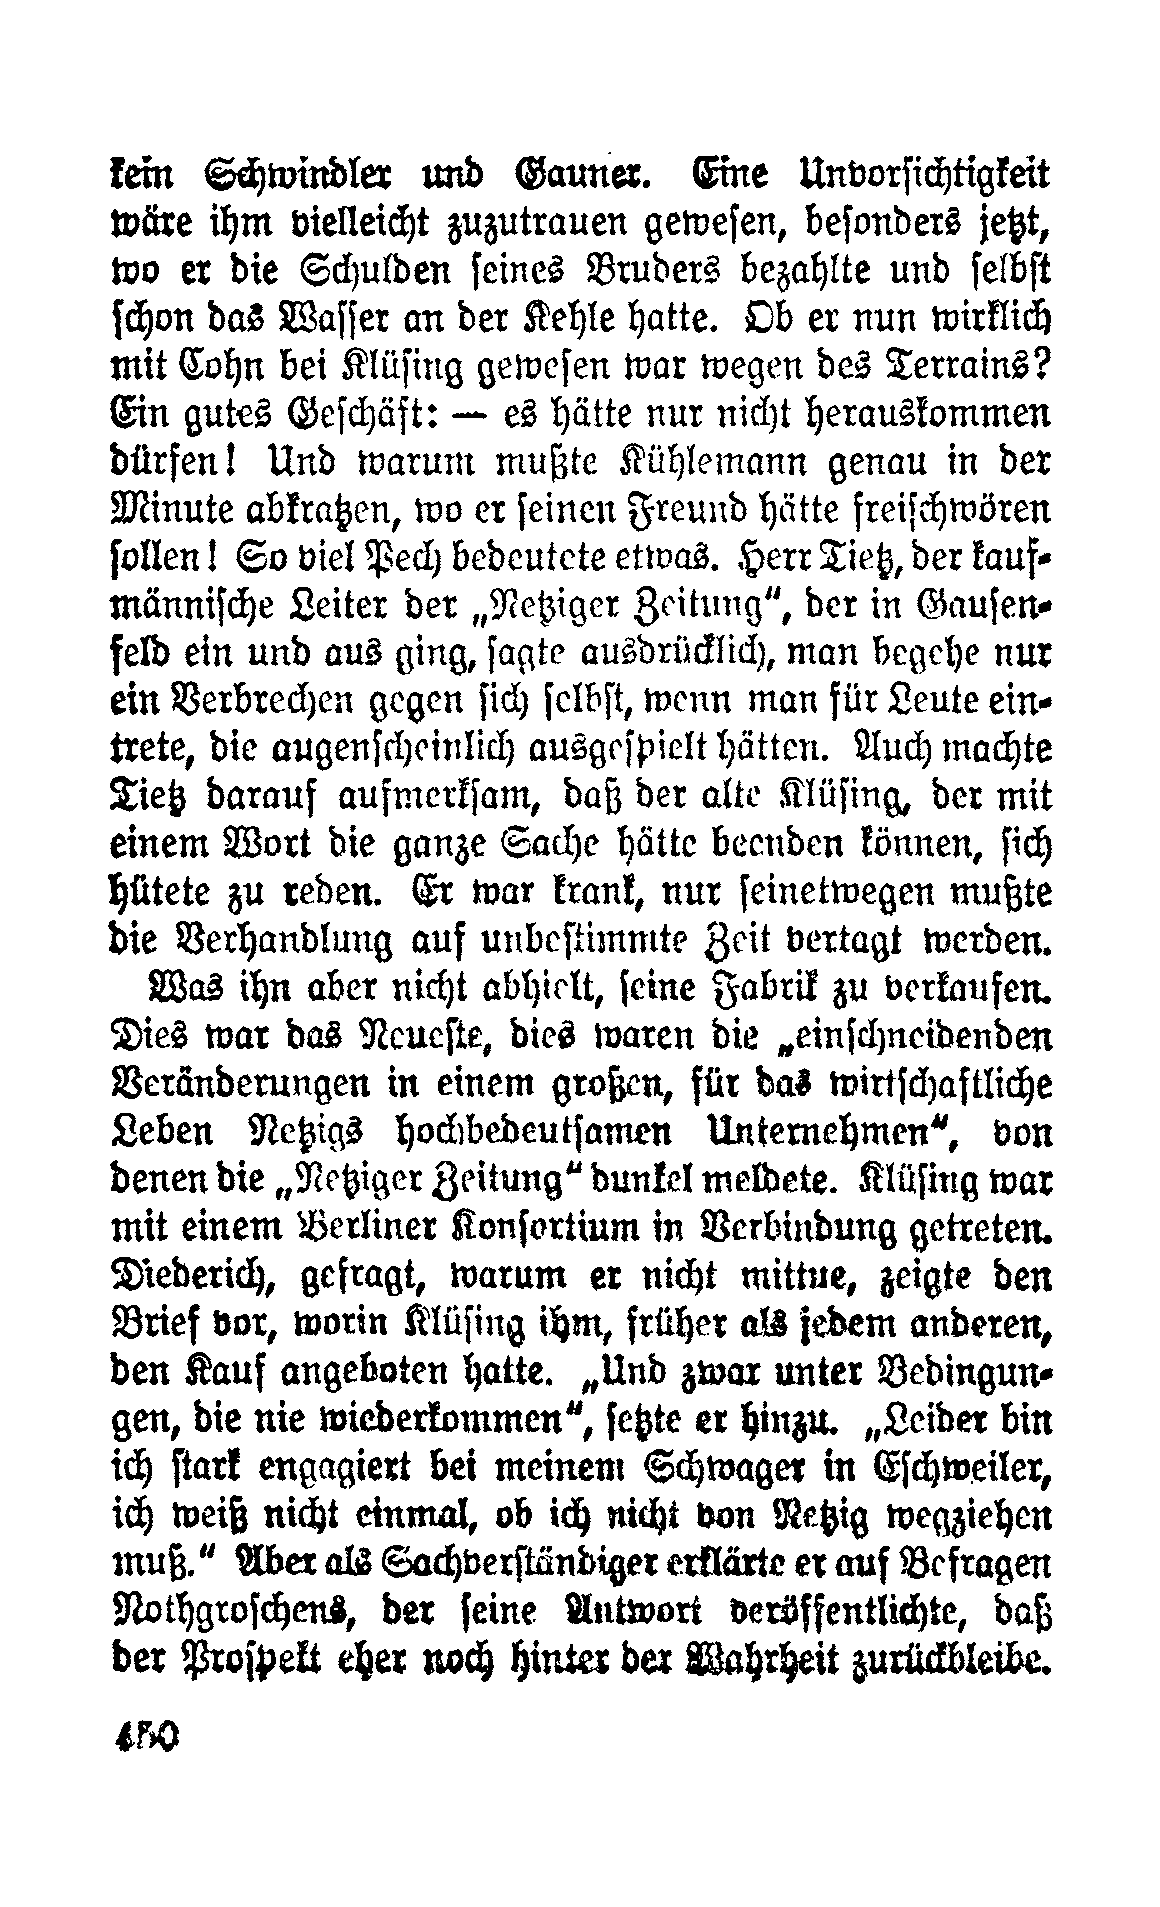 kein Schwindler und Gauner. Eine Unvorsichtigkeit
wäre ihm vielleicht zuzutrauen gewesen, besonders jetzt,
wo er die Schulden seines Bruders bezahlte und selbst
schon das Wasser an der Kehle hatte. Ob er nun wirklich
mit Cohn bei Klüsing gewesen war wegen des Terrains?
Ein gutes Geschäft: — es hätte nur nicht herauskommen
dürfen! Und warum mußte Kühlemann genau in der
Minute abkratzen, wo er seinen Freund hätte freischwören
sollen! So viel Pech bedeutete etwas. Herr Tietz, der kauf-
männische Leiter der „Netziger Zeitung“, der in Gausen-
feld ein und aus ging, sagte ausdrücklich, man begehe nur
ein Verbrechen gegen sich selbst, wenn man für Leute ein-
trete, die augenscheinlich ausgespielt hätten. Auch machte
Tietz darauf aufmerksam, daß der alte Klüsing, der mit
einem Wort die ganze Sache hätte beenden können, sich
hütete zu reden. Er war krank, nur seinetwegen mußte
die Verhandlung auf unbestimmte Zeit vertagt werden.
Was ihn aber nicht abhielt, seine Fabrik zu verkaufen.
Dies war das Neueste, dies waren die „einschneidenden
Veränderungen in einem großen, für das wirtschaftliche
Leben Netzigs hochbedeutsamen Unternehmen“, von
denen die „Netziger Zeitung“ dunkel meldete. Klüsing war
mit einem Berliner Konsortium in Verbindung getreten.
Diederich, gefragt, warum er nicht mittue, zeigte den
Brief vor, worin Klüsing ihm, früher als jedem anderen,
den Kauf angeboten hatte. „Und zwar unter Bedingun-
gen, die nie wiederkommen“, setzte er hinzu. „Leider bin
ich stark engagiert bei meinem Schwager in Eschweiler,
ich weiß nicht einmal, ob ich nicht von Netzig wegziehen
muß.“ Aber als Sachverständiger erklärte er auf Befragen
Nothgroschens, der seine Antwort veröffentlichte, daß
der Prospekt eher noch hinter der Wahrheit zurückbleibe.
450